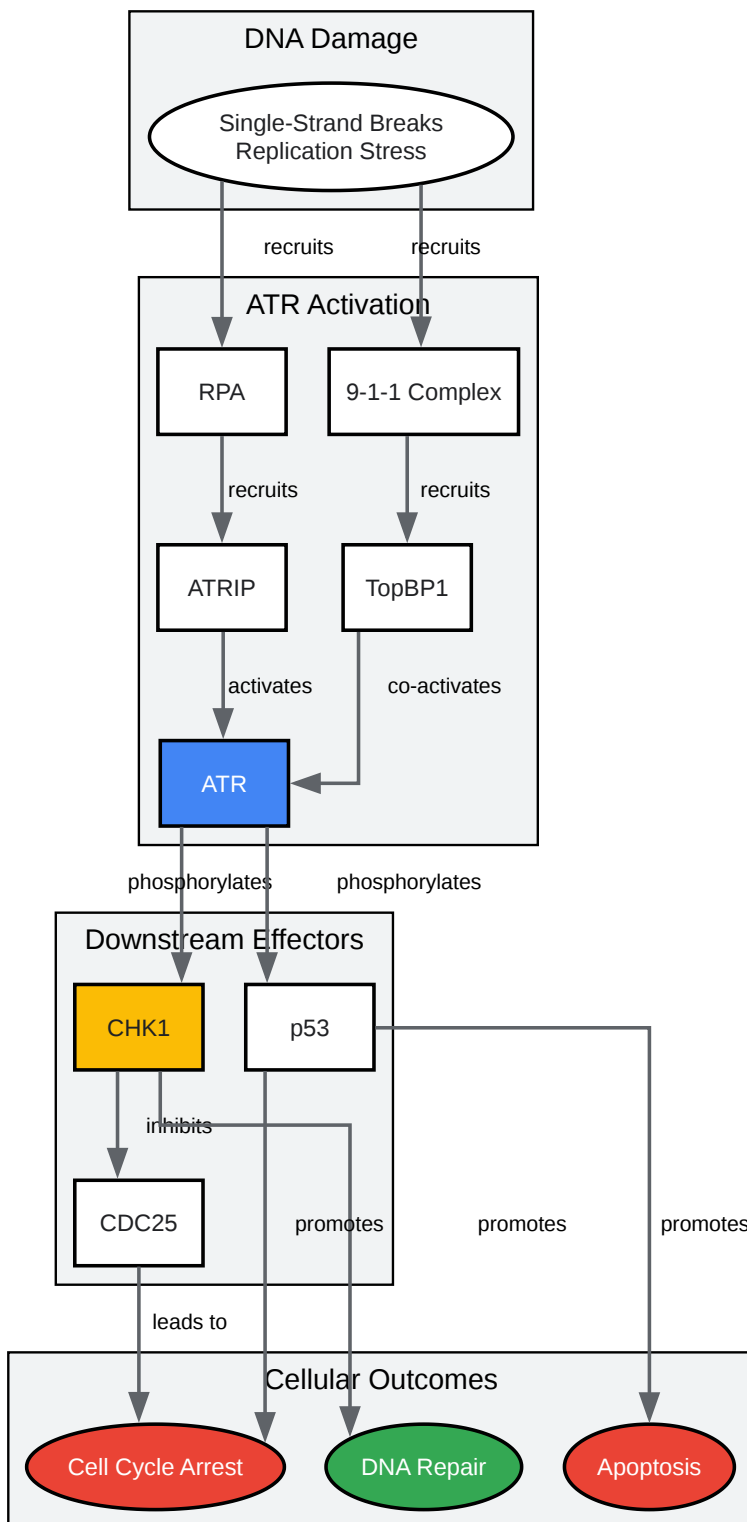 DNA Damage
Single-Strand Breaks
Replication Stress
recruits
recruits
ATR Activation
RPA
9-1-1 Complex
recruits
recruits
ATRIP
TopBP1
activates
co-activates
ATR
phosphorylates
phosphorylates
Downstream Effectors
CHK1
p53
inhibits
CDC25
promotes
promotes
promotes
leads to
Cellular Outcomes
Cell Cycle Arrest
DNA Repair
Apoptosis